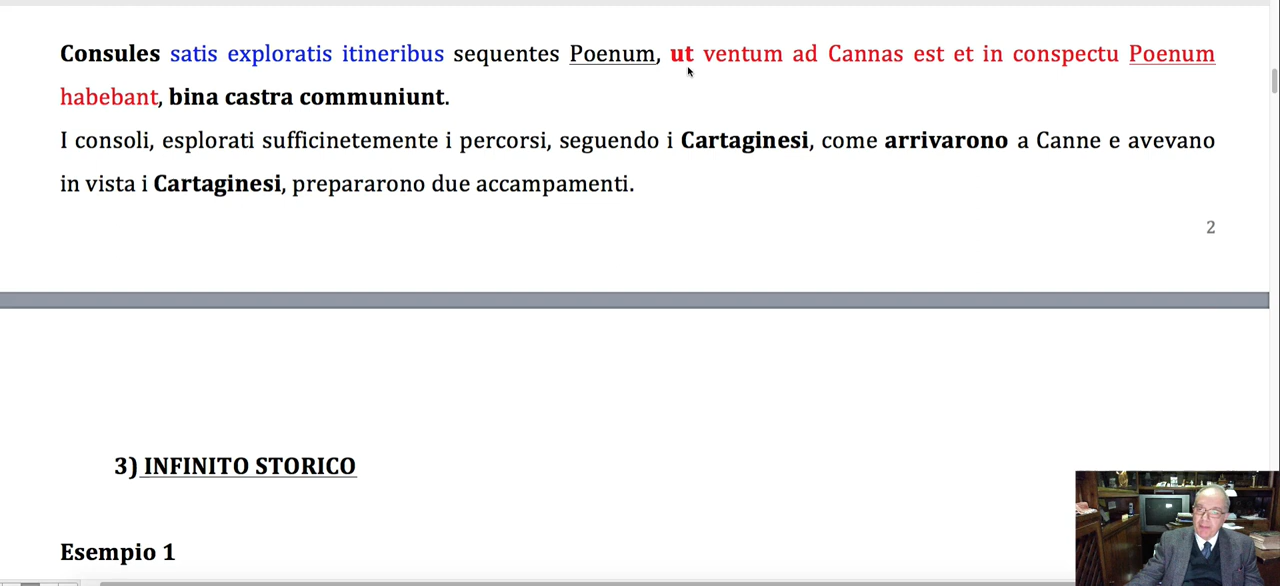 Consules satis exploratis itineribus sequentes Poenum, ut ventum ad Cannas est et in conspectu Poenum
habebant, bina castra communiunt.
I consoli, esplorati sufficinetemente i percorsi, seguendo i Cartaginesi, come arrivarono a Canne e avevano
in vista i Cartaginesi, prepararono due accampamenti.
2
3) INFINITO STORICO
Esempio 1